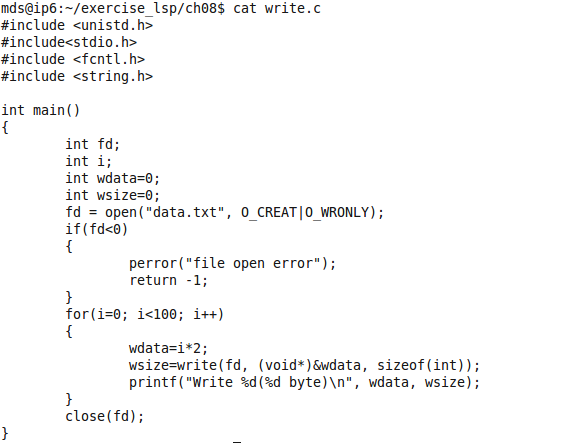 mds@ip6:~/exercise_lsp/ch08$ cat write.c
#include <unistd.h>
#include<stdio.h>
#include <fcntl.h>
#include <string.h>

int main()
{
        int fd;
        int i;
        int wdata=0;
        int wsize=0;
        fd = open("data.txt", O_CREAT|O_WRONLY);
        if(fd<0)
        {
                perror("file open error");
                return -1;
        }
        for(i=0; i<100; i++)
        {
                wdata=i*2;
                wsize=write(fd, (void*)&wdata, sizeof(int));
                printf("Write %d(%d byte)\n", wdata, wsize);
        }
        close(fd);
}